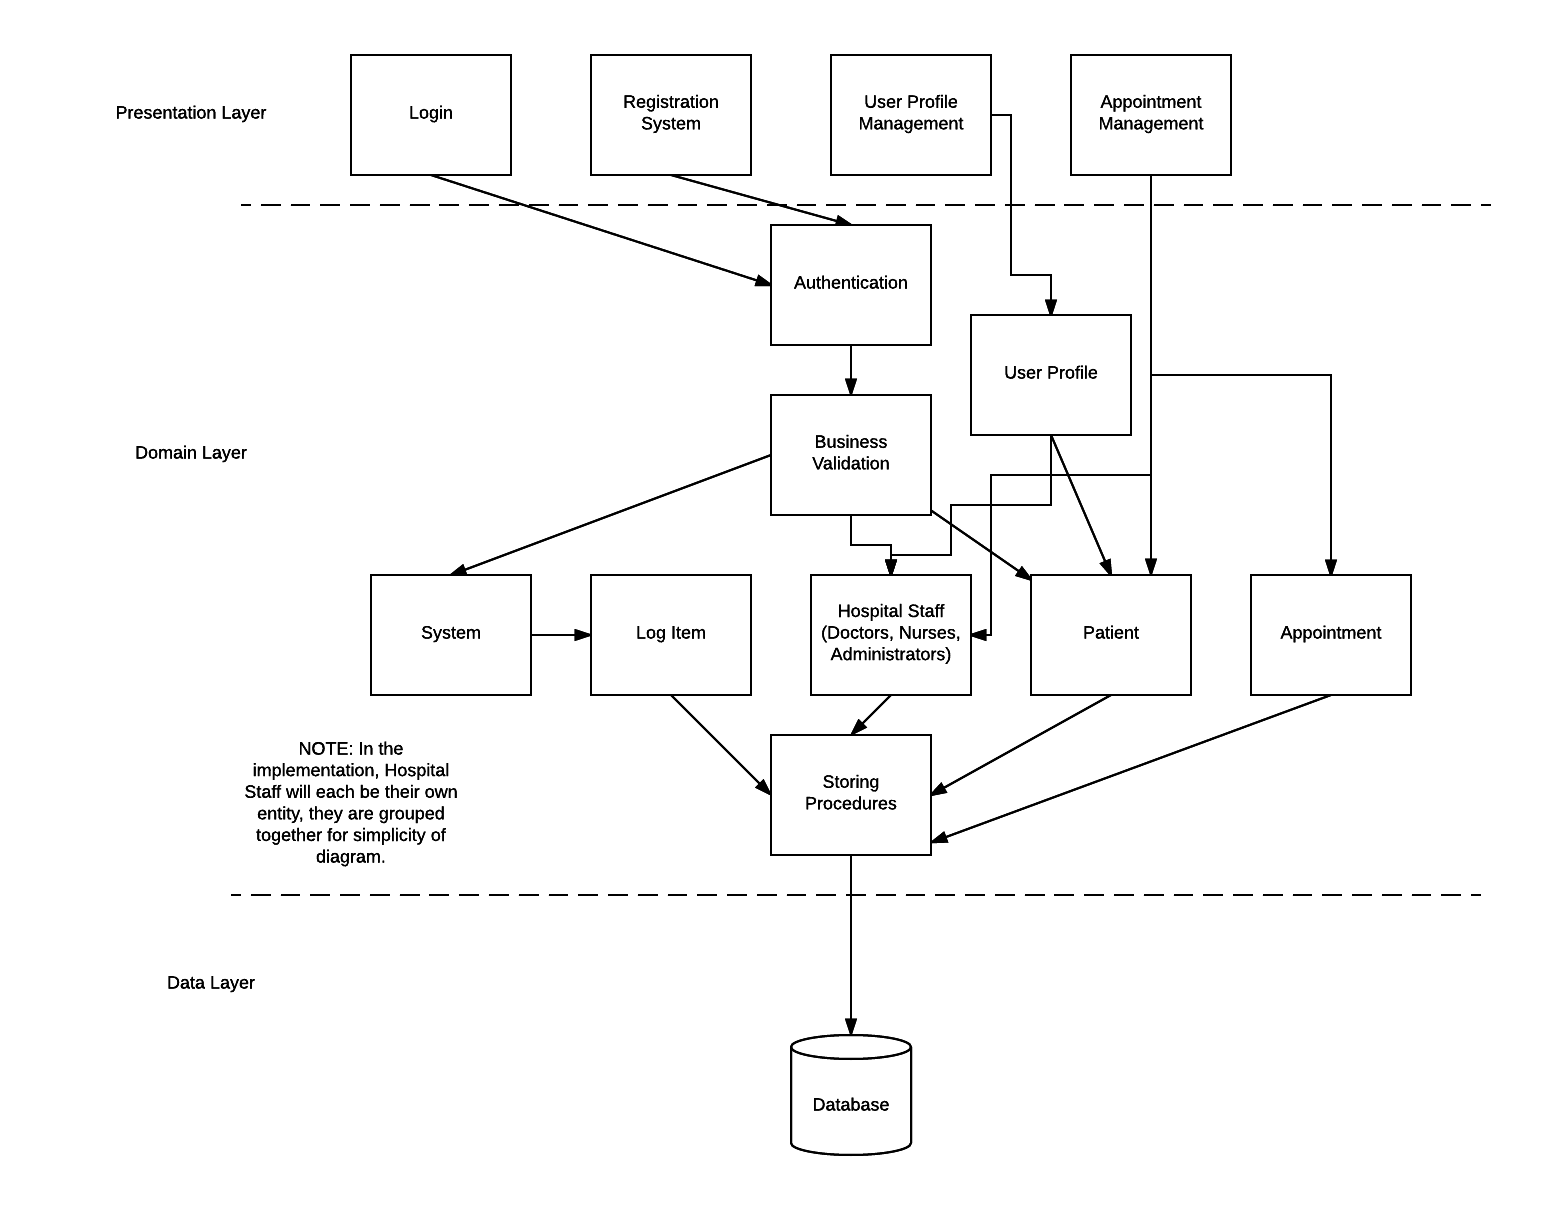 Presentation Layer
Login
Registration
System
User Profile
Management
Appointment
Management
Authentication
User Profile
Domain Layer
Business
Validation
System
Log Item
Hospital Staff
(Doctors, Nurses,
Administrators)
Patient
Appointment
NOTE: In the
implementation, Hospital
Staff will each be their own
entity, they are grouped
together for simplicity of
diagram.
Storing
Procedures
Data Layer
Database